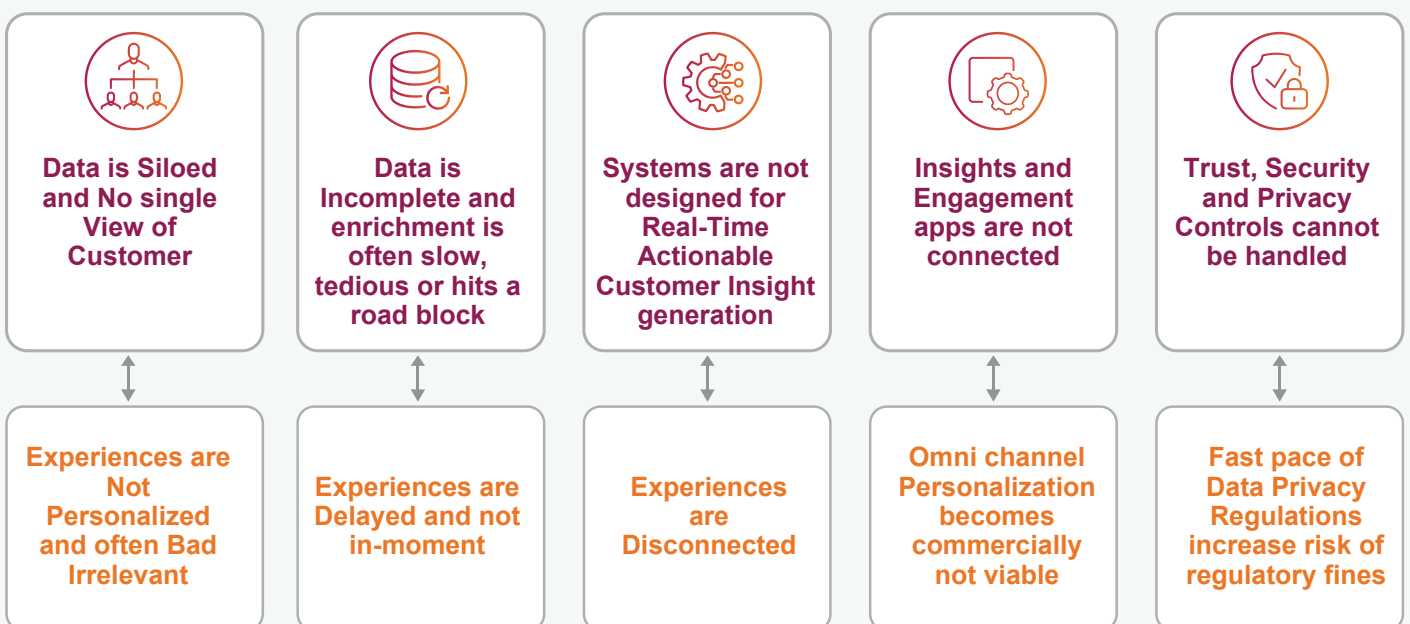 Data is Siloed
and No single
View of
Customer
Data is
Incomplete and
enrichment is
often slow,
tedious or hits a
road block
Systems are not
designed for
Real-Time
Actionable
Customer Insight
generation
Insights and
Engagement
apps are not
connected
Trust, Security
and Privacy
Controls cannot
be handled
Experiences are
Not
Personalized
and often Bad
Irrelevant
Experiences are
Delayed and not
in-moment
Experiences
are
Disconnected
Omni channel
Personalization
becomes
commercially
not viable
Fast pace of
Data Privacy
Regulations
increase risk of
regulatory fines